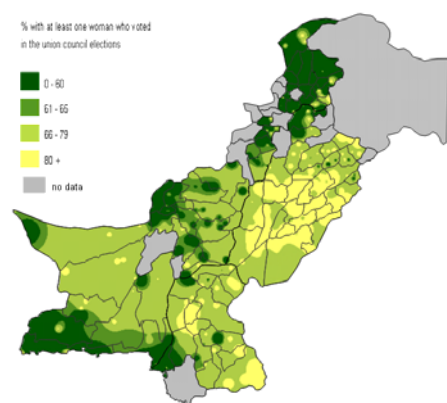 % with at least one woman who voted
in the union council elections
0 - 60
61 - 65
66 - 79
80 +
no data